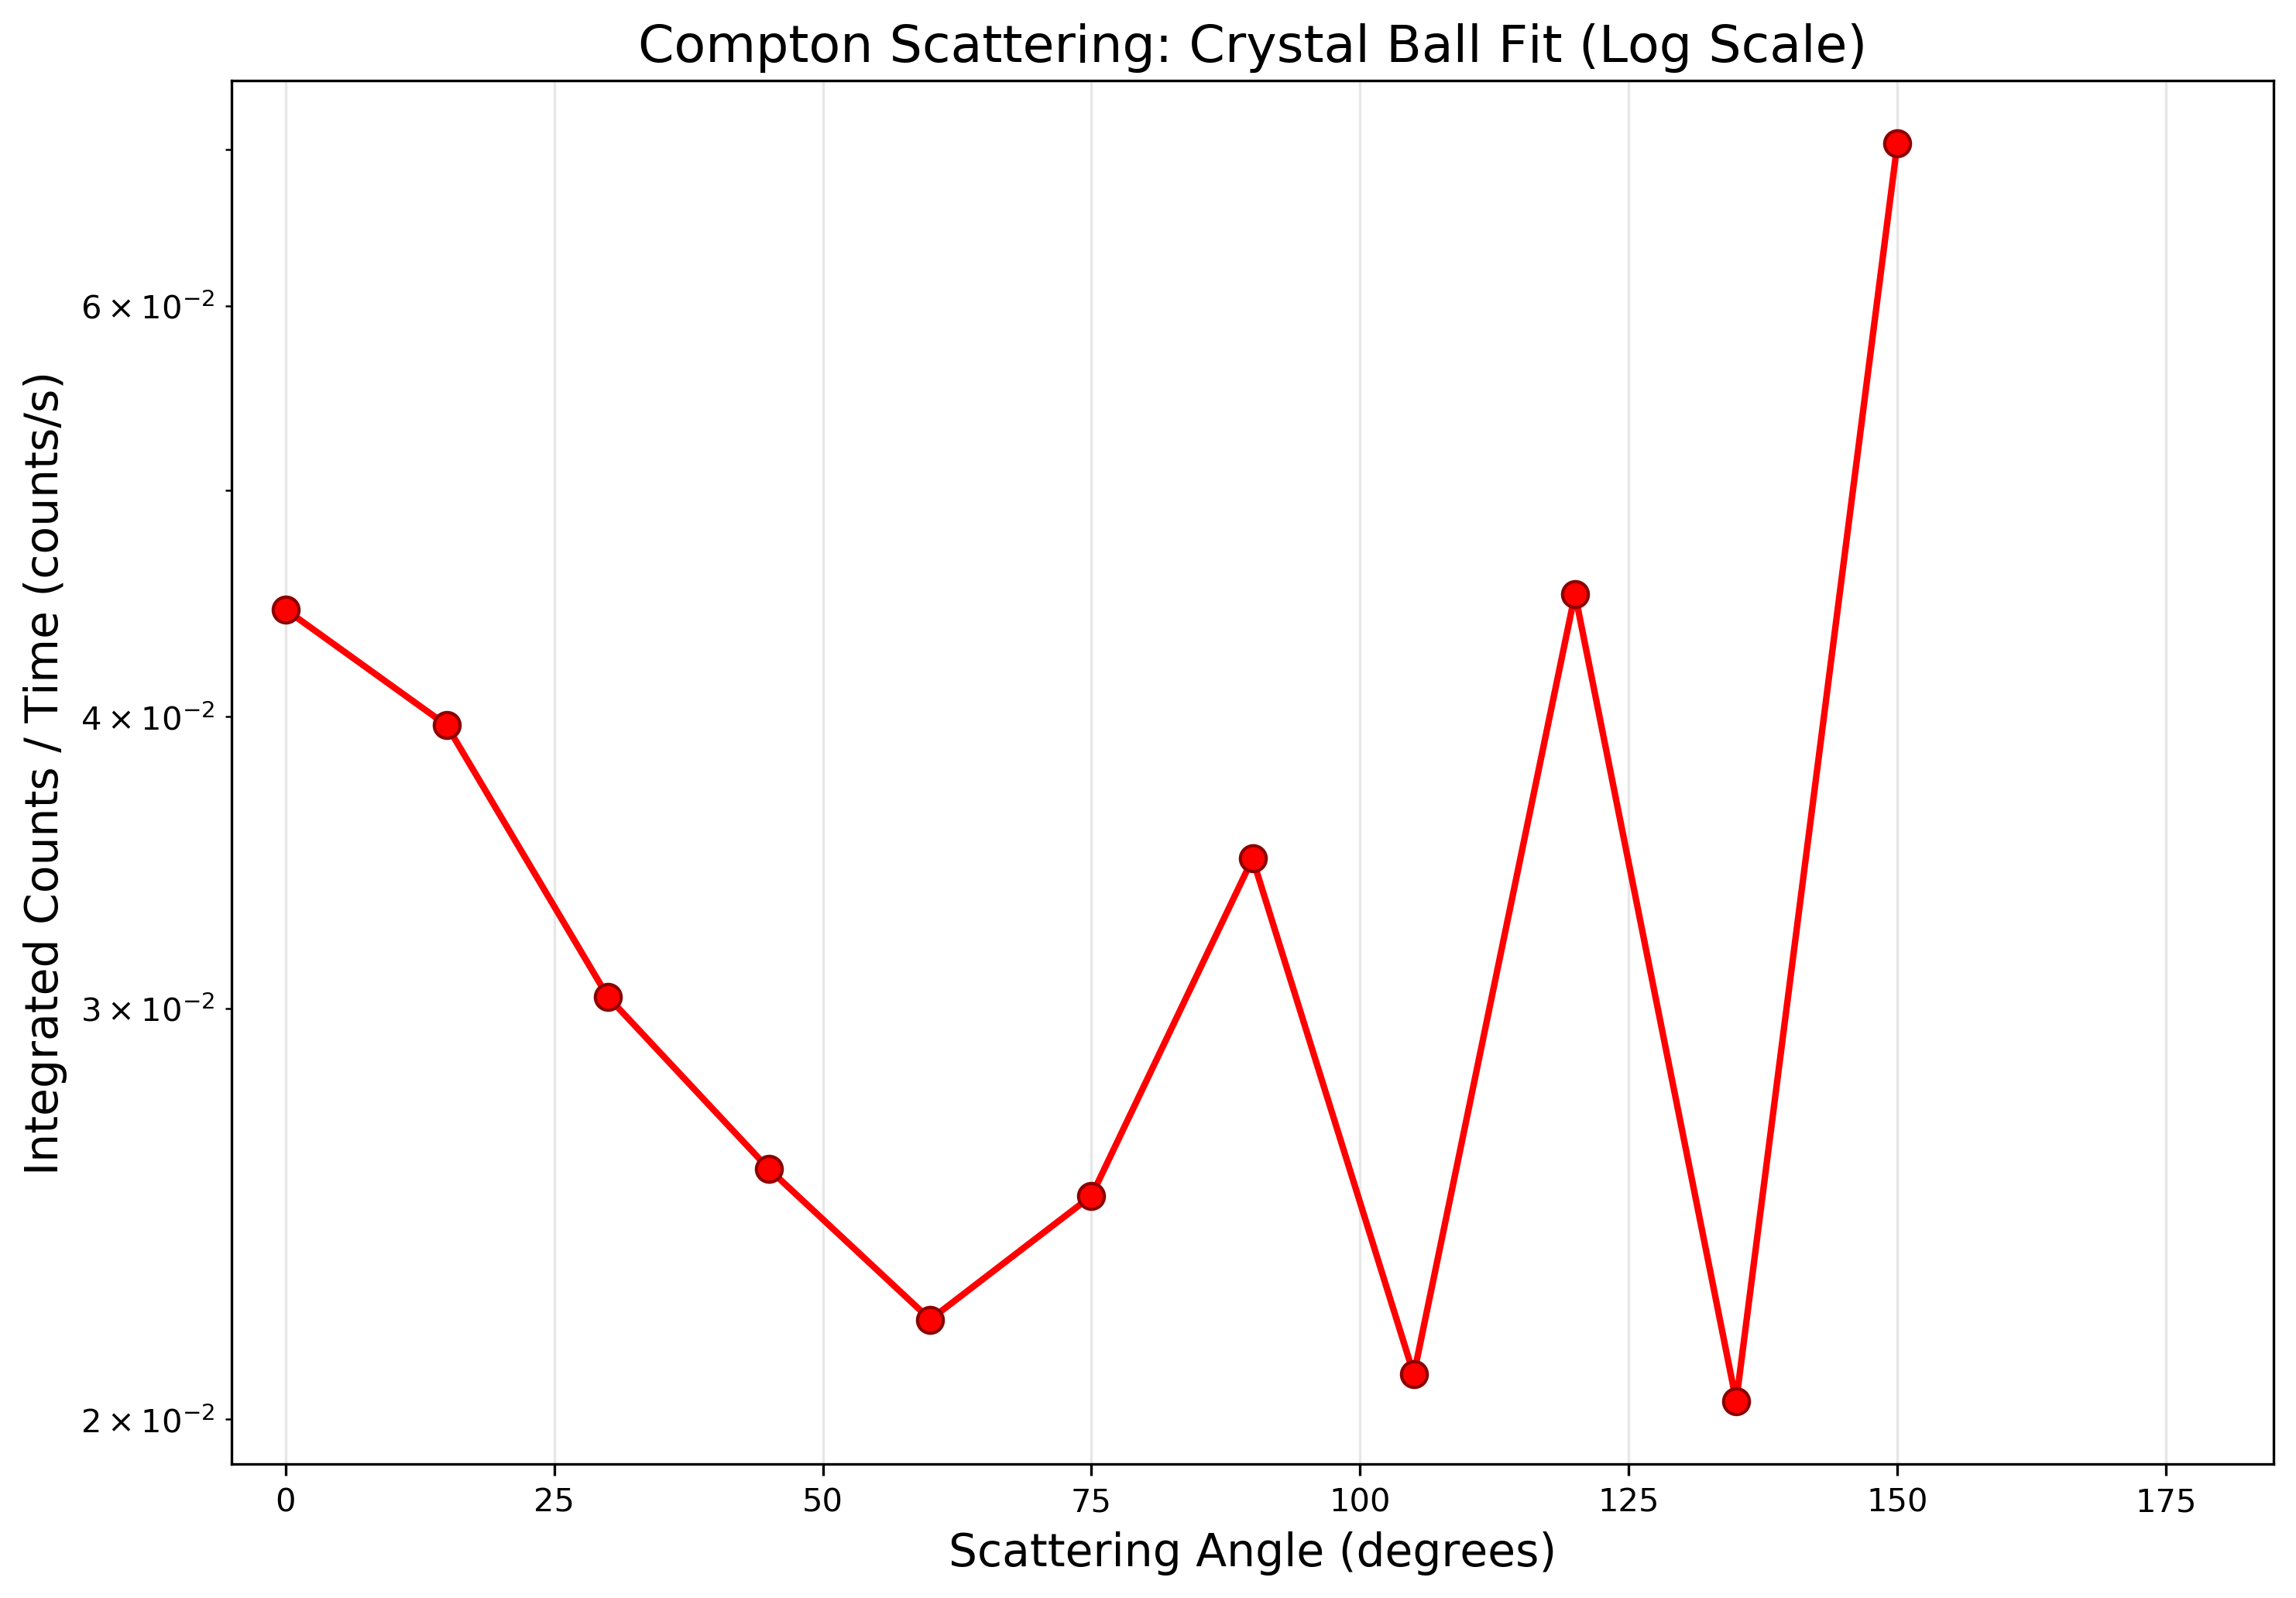 Compton Scattering: Crystal Ball Fit (Log Scale)
Integrated Counts / Time (counts/s)
6 × 10⁻²
4 × 10⁻²
3 × 10⁻²
2 × 10⁻²
0 25 50 75 100 125 150 175
Scattering Angle (degrees)